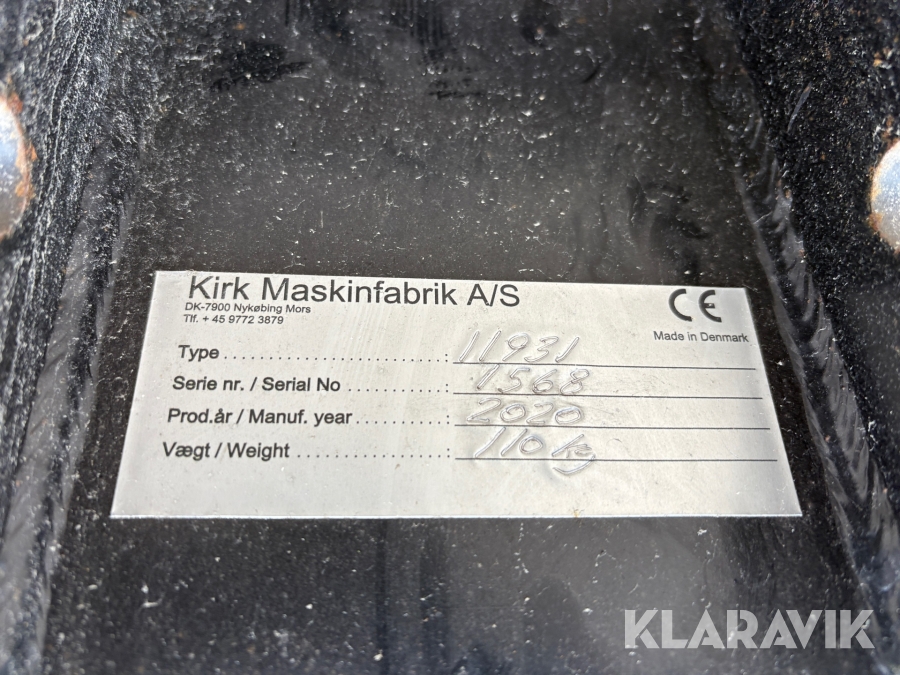 KLARAVIK
Kirk Maskinfabrik A/S
DK-7900 Nykøbing Mors
Tlf. + 45 9772 3879
CE
Made in Denmark
Type....................................: 11931
Serie nr. / Serial No.................: 1568
Prod.år / Manuf. year...............: 2020
Vægt / Weight.........................: 110 kg
KLARAVIK